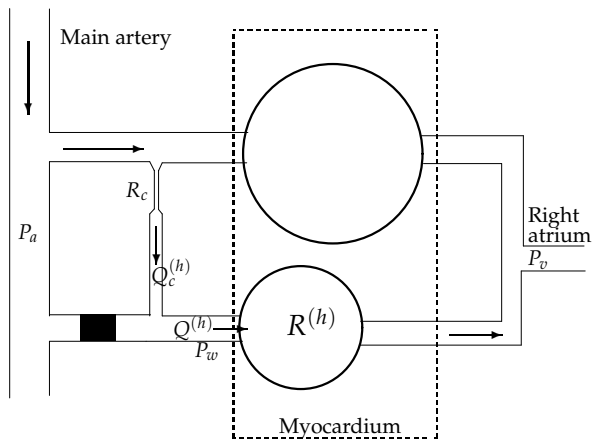 Main artery
R_c
P_a
Right
atrium
P_v
Q_c^{(h)}
Q^{(h)}
R^{(h)}
P_w
Myocardium